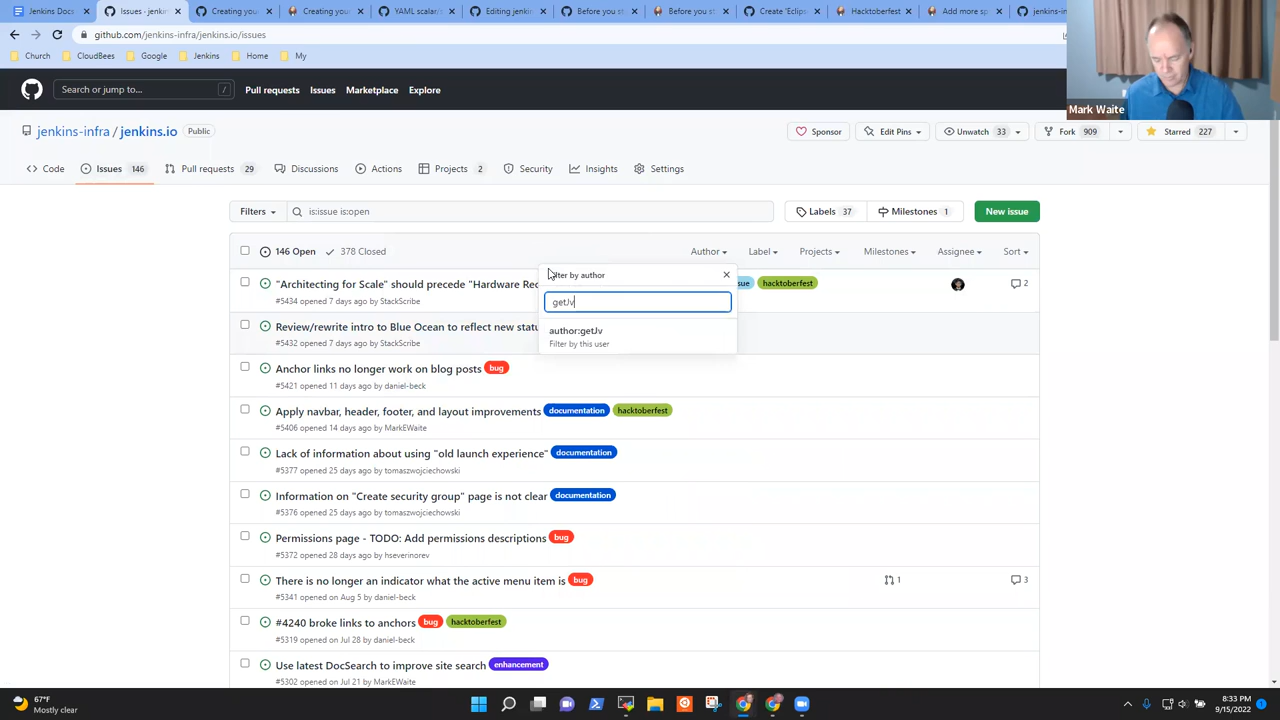 Jenkins Docs
Issues · jenkins-infra
Creating your
Creating your
YAML scalar/s
Editing jenkins
Before you st
Before you st
Create 'Eclipse
Hacktoberfest
Add more sp
jenkins-infra
github.com/jenkins-infra/jenkins.io/issues
Church
CloudBees
Google
Jenkins
Home
My
Search or jump to...
/
Pull requests
Issues
Marketplace
Explore
Mark Waite
jenkins-infra / jenkins.io Public
Sponsor
Edit Pins
Unwatch 33
Fork 909
Starred 227
<> Code
Issues 146
Pull requests 29
Discussions
Actions
Projects 2
Security
Insights
Settings
Filters
is:issue is:open
Labels 37
Milestones 1
New issue
146 Open
378 Closed
Author
Label
Projects
Milestones
Assignee
Sort
Filter by author
getJv
author:getJv
Filter by this user
"Architecting for Scale" should precede "Hardware Rec
sue
hacktoberfest
2
#5434 opened 7 days ago by StackScribe
Review/rewrite intro to Blue Ocean to reflect new statu
#5432 opened 7 days ago by StackScribe
Anchor links no longer work on blog posts bug
#5421 opened 11 days ago by daniel-beck
Apply navbar, header, footer, and layout improvements documentation hacktoberfest
#5406 opened 14 days ago by MarkEWaite
Lack of information about using "old launch experience" documentation
#5377 opened 25 days ago by tomaszwojciechowski
Information on "Create security group" page is not clear documentation
#5376 opened 25 days ago by tomaszwojciechowski
Permissions page - TODO: Add permissions descriptions bug
#5372 opened 28 days ago by hseverinorev
There is no longer an indicator what the active menu item is bug
1
3
#5341 opened on Aug 5 by daniel-beck
#4240 broke links to anchors bug hacktoberfest
#5319 opened on Jul 28 by daniel-beck
Use latest DocSearch to improve site search enhancement
#5302 opened on Jul 21 by MarkEWaite
67°F
Mostly clear
8:33 PM
9/15/2022